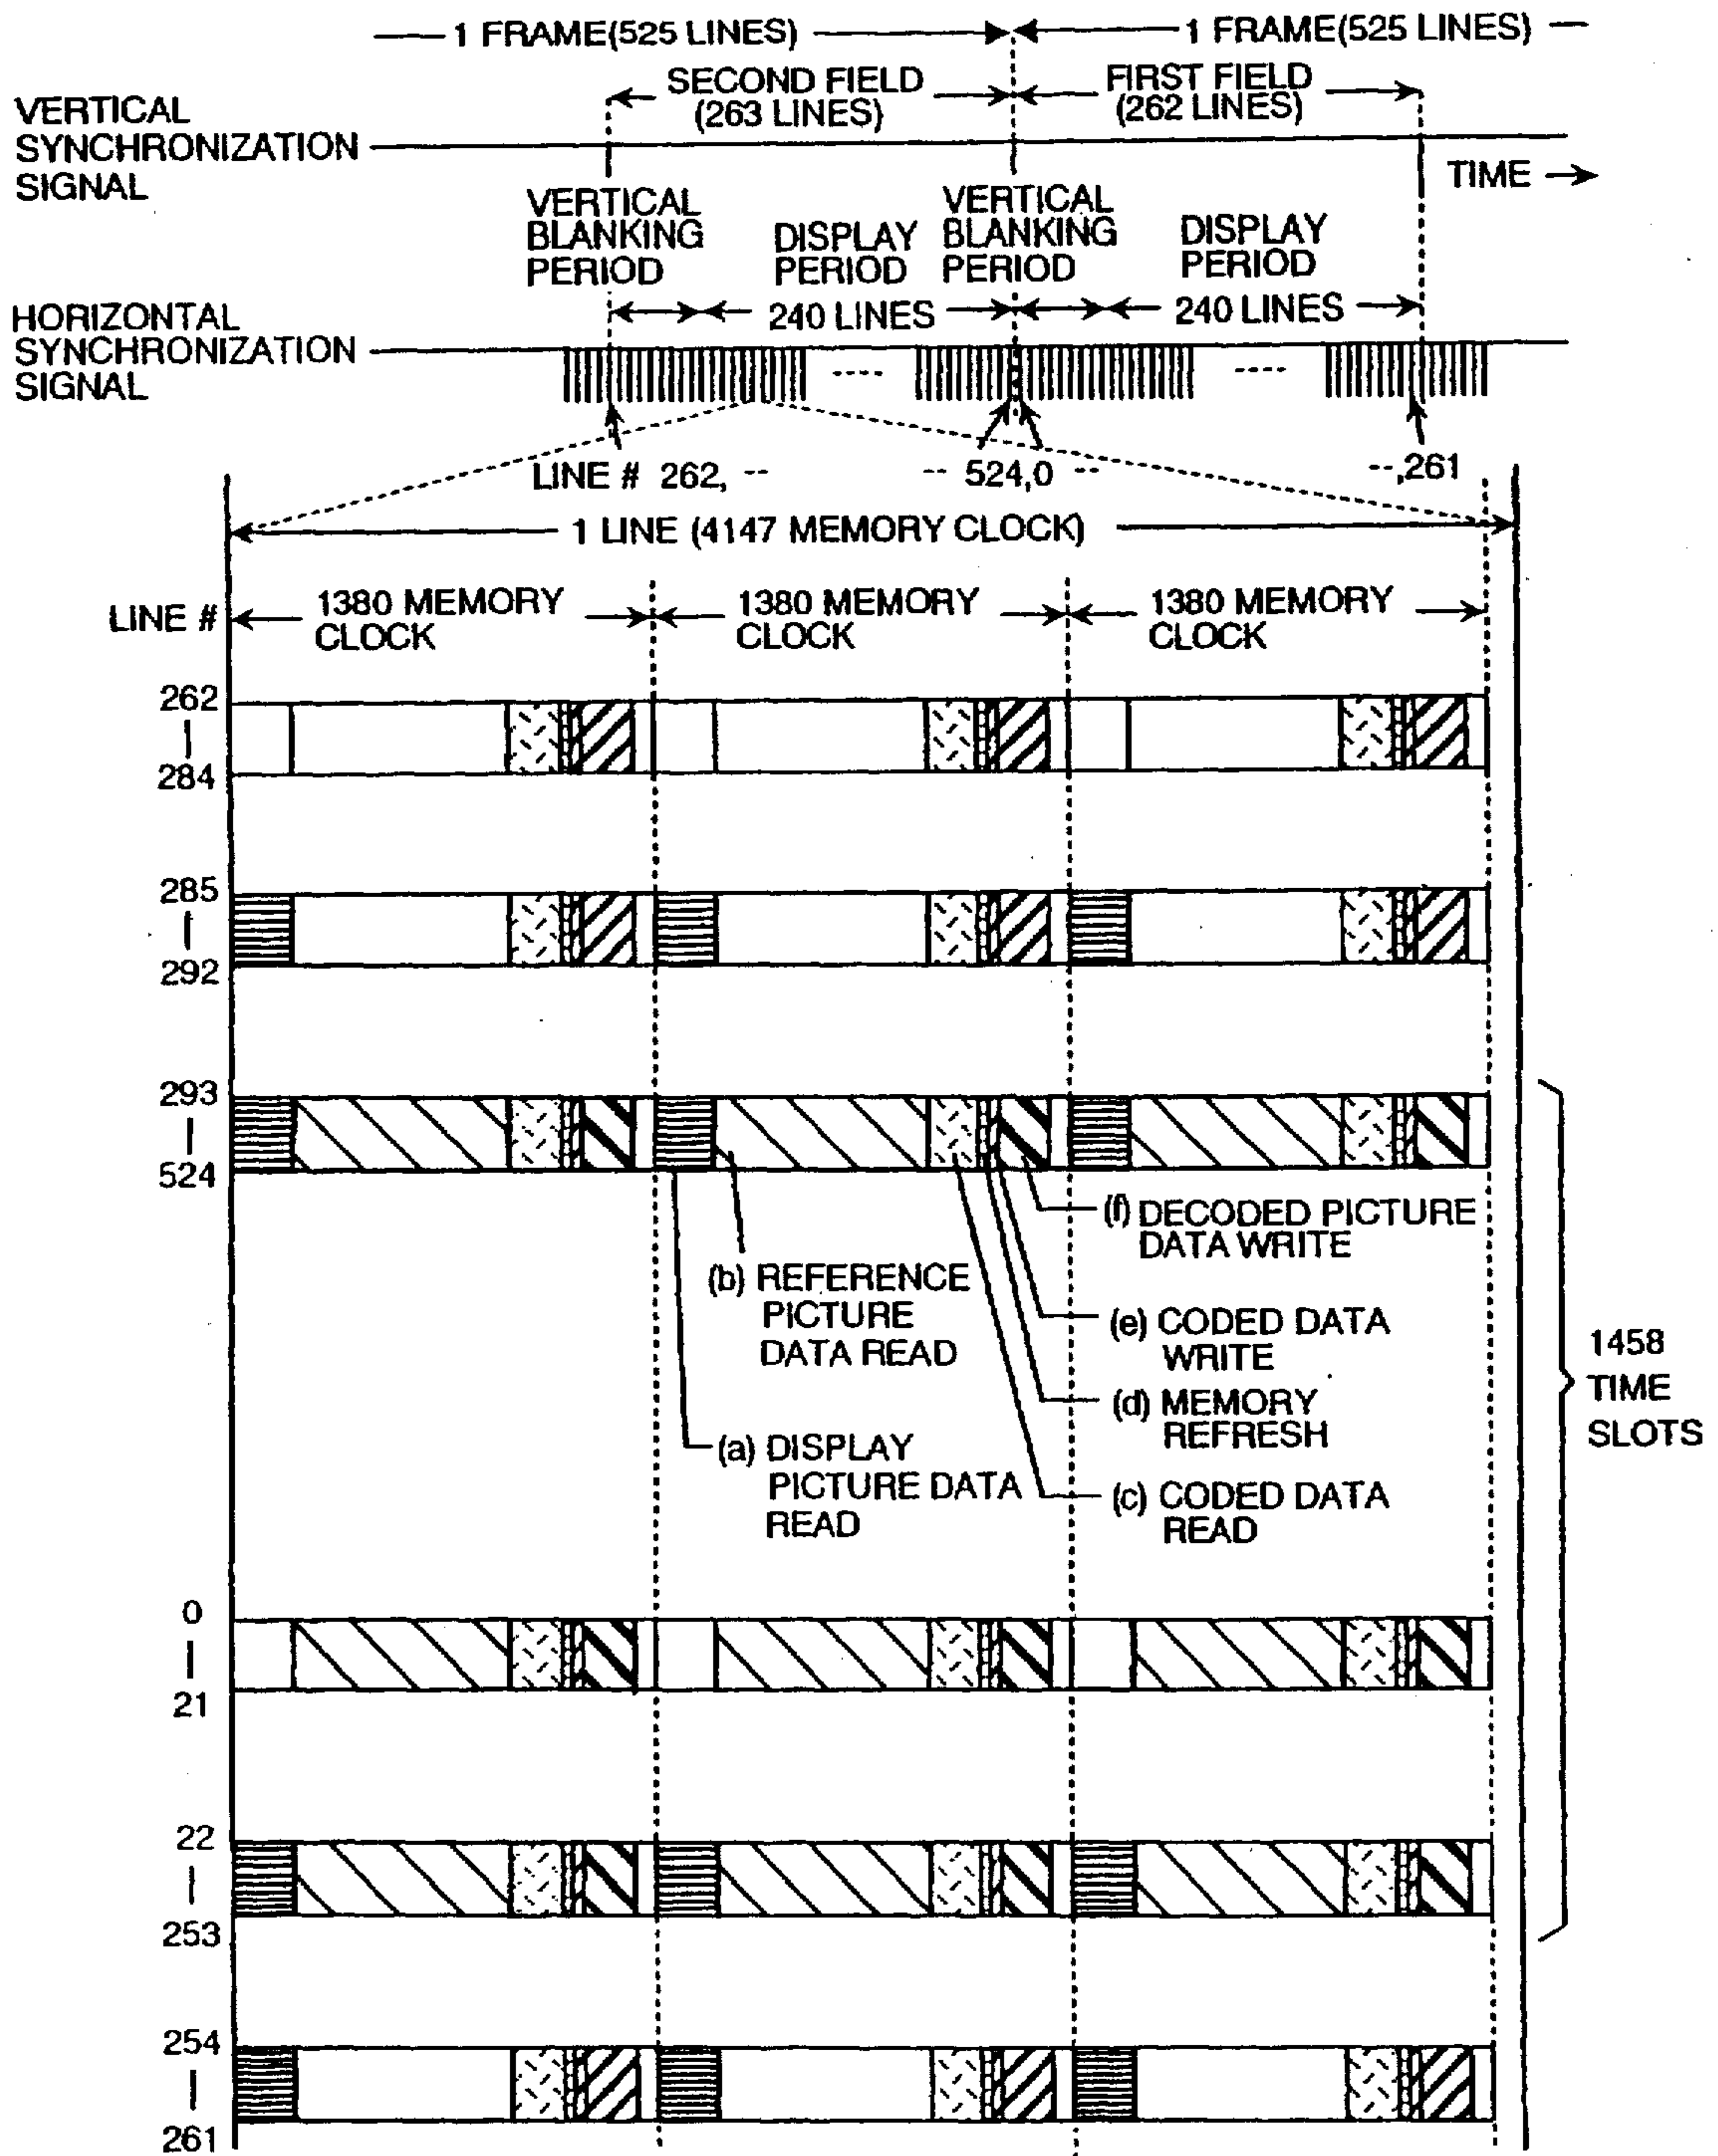 1 FRAME(525 LINES)
1 FRAME(525 LINES)
SECOND FIELD
(263 LINES)
FIRST FIELD
(262 LINES)
VERTICAL
SYNCHRONIZATION
SIGNAL
TIME
VERTICAL
BLANKING
PERIOD
DISPLAY
PERIOD
VERTICAL
BLANKING
PERIOD
DISPLAY
PERIOD
240 LINES
240 LINES
HORIZONTAL
SYNCHRONIZATION
SIGNAL
LINE # 262, --
-- 524,0 --
--,261
1 LINE (4147 MEMORY CLOCK)
LINE #
1380 MEMORY
CLOCK
1380 MEMORY
CLOCK
1380 MEMORY
CLOCK
262
284
285
292
293
524
(f) DECODED PICTURE
DATA WRITE
(b) REFERENCE
PICTURE
DATA READ
(e) CODED DATA
WRITE
(d) MEMORY
REFRESH
(a) DISPLAY
PICTURE DATA
READ
(c) CODED DATA
READ
1458
TIME
SLOTS
0
21
22
253
254
261